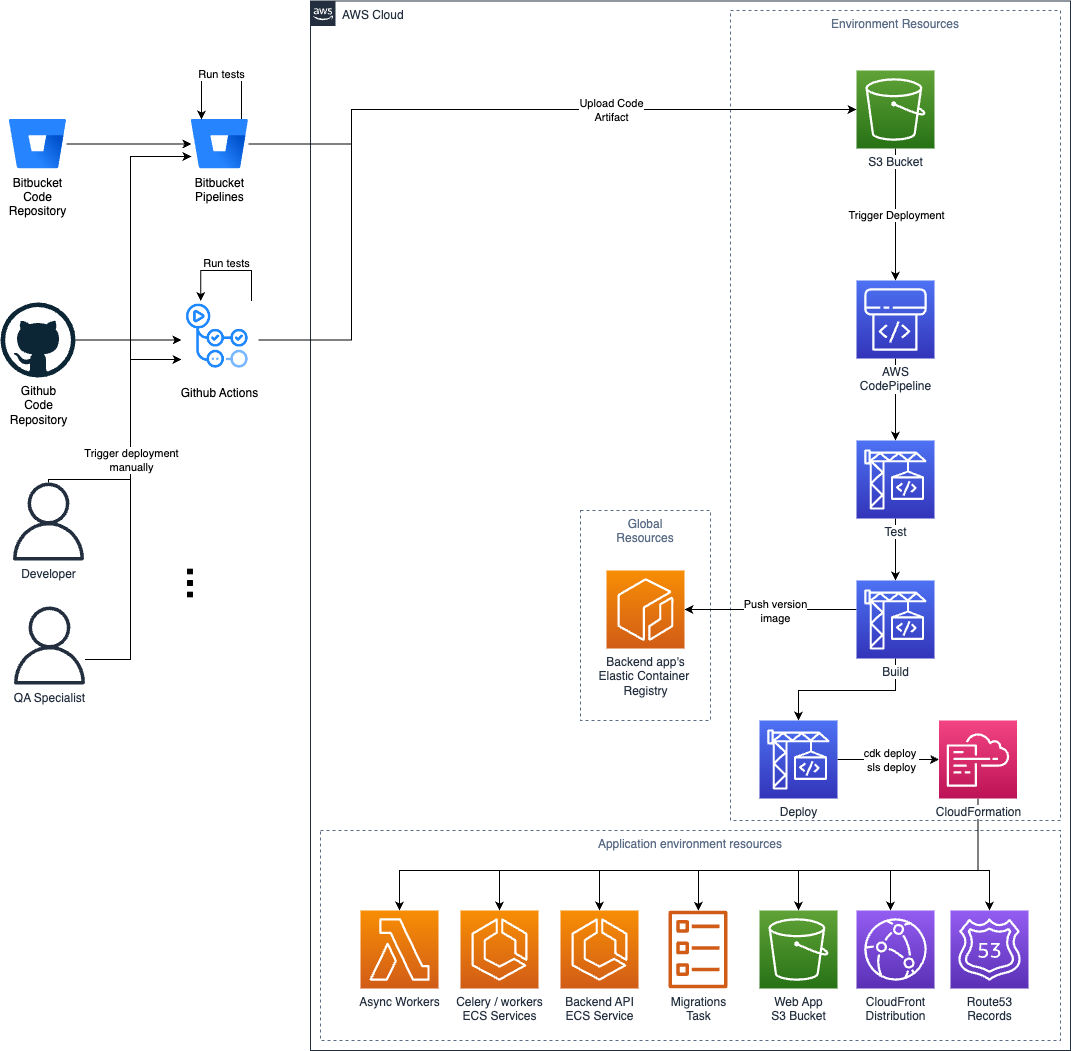 aws
AWS Cloud
Environment Resources
Run tests
Upload Code
Artifact
Bitbucket
Code
Repository
Bitbucket
Pipelines
S3 Bucket
Trigger Deployment
Run tests
Github
Code
Repository
Github Actions
AWS
CodePipeline
Trigger deployment
manually
Test
Global
Resources
Developer
Push version
image
Backend app's
Elastic Container
Registry
Build
QA Specialist
cdk deploy
sls deploy
Deploy
CloudFormation
Application environment resources
53
Async Workers
Celery / workers
ECS Services
Backend API
ECS Service
Migrations
Task
Web App
S3 Bucket
CloudFront
Distribution
Route53
Records